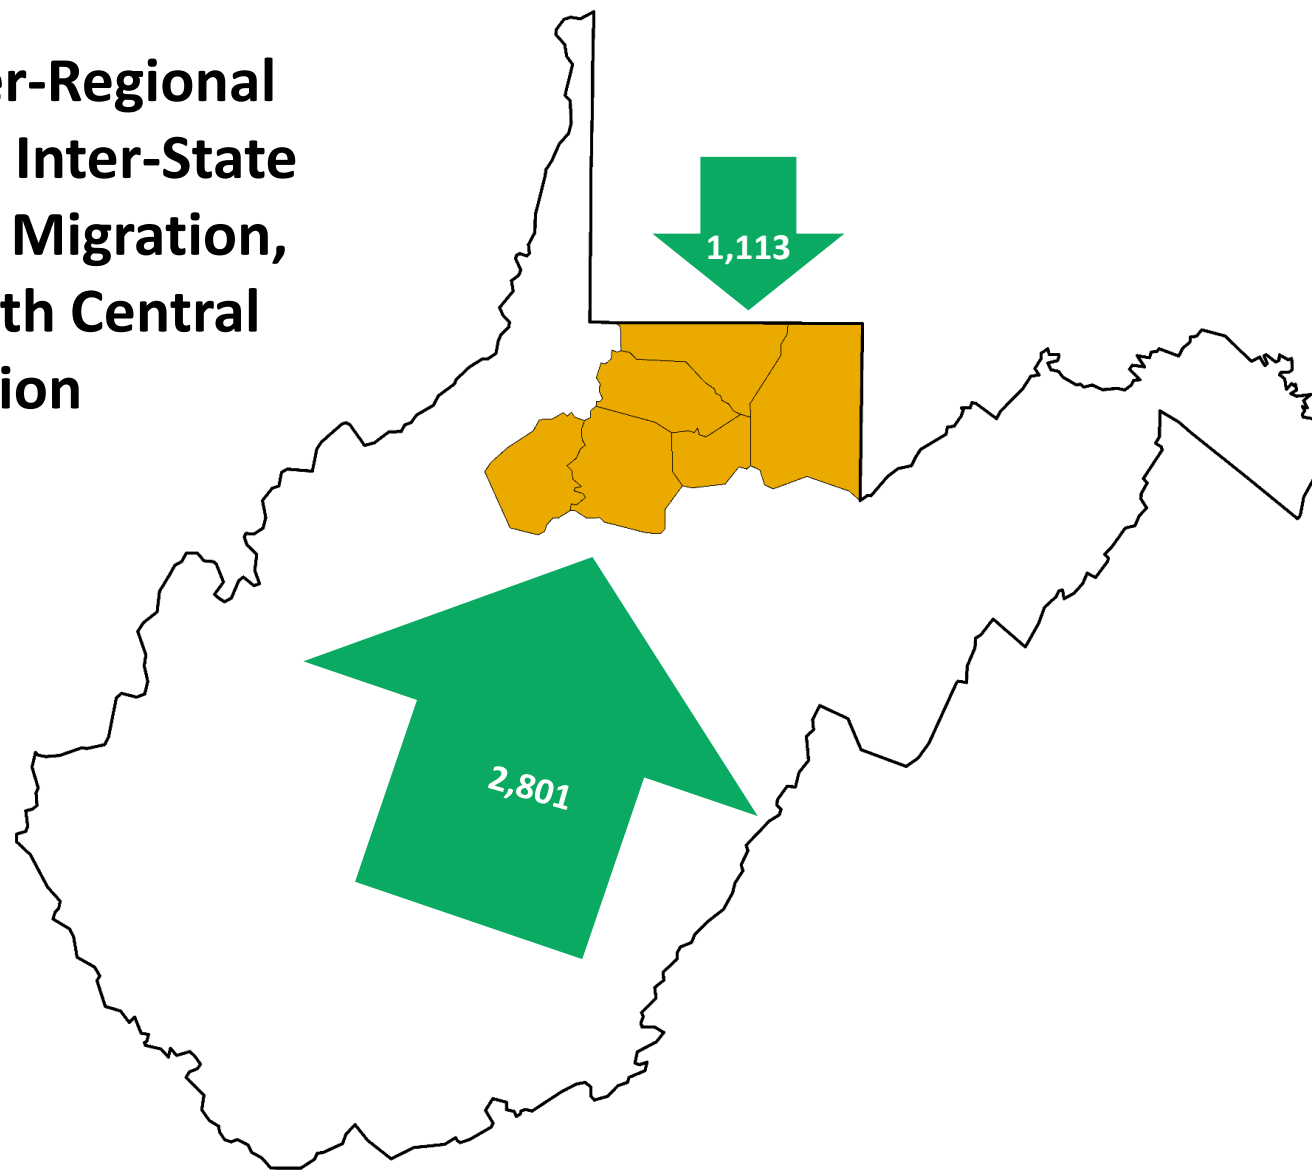 er-Regional
Inter-State
Migration,
th Central
ion
1,113
2,801